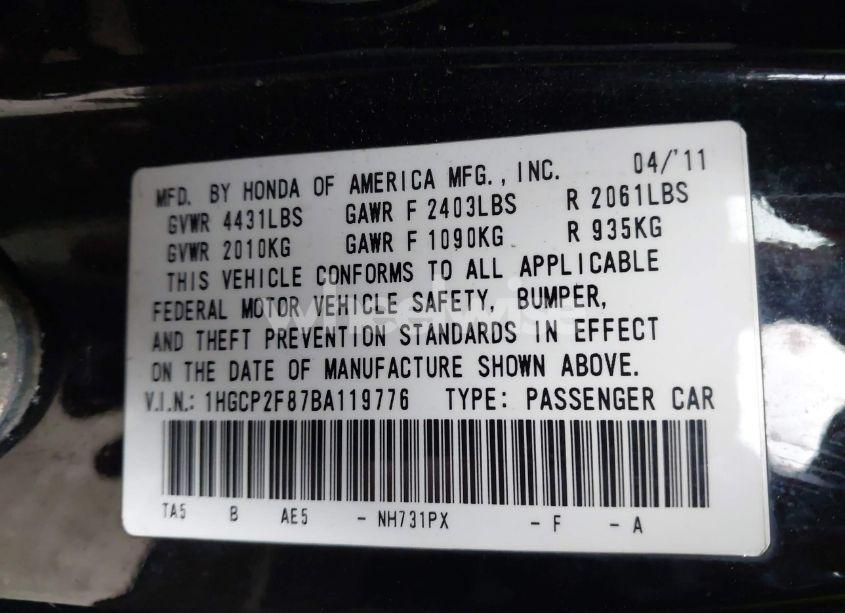 MFD. BY HONDA OF AMERICA MFG., INC. 04/'11
GVWR 4431LBS GAWR F 2403LBS R 2061LBS
GVWR 2010KG GAWR F 1090KG R 935KG
THIS VEHICLE CONFORMS TO ALL APPLICABLE
FEDERAL MOTOR VEHICLE SAFETY, BUMPER,
AND THEFT PREVENTION STANDARDS IN EFFECT
ON THE DATE OF MANUFACTURE SHOWN ABOVE.
V.I.N.: 1HGCP2F87BA119776 TYPE: PASSENGER CAR
TA5 B AE5 - NH731PX - F - A